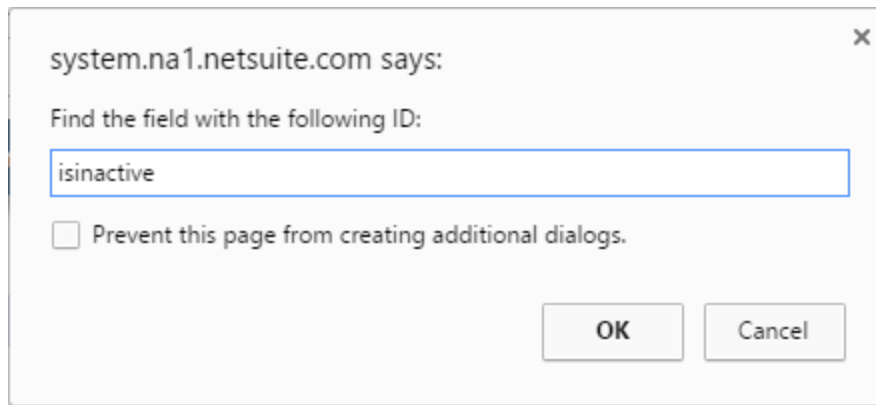 system.na1.netsuite.com says:
Find the field with the following ID:
isinactive
Prevent this page from creating additional dialogs.
OK Cancel